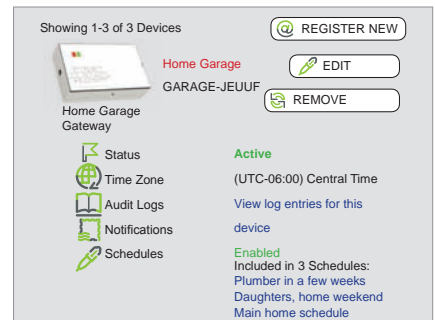 Showing 1-3 of 3 Devices
REGISTER NEW
Home Garage
EDIT
GARAGE-JEUUF
REMOVE
Home Garage
Gateway
Status Active
Time Zone (UTC-06:00) Central Time
Audit Logs View log entries for this
device
Notifications
Schedules Enabled
Included in 3 Schedules:
Plumber in a few weeks
Daughters, home weekend
Main home schedule